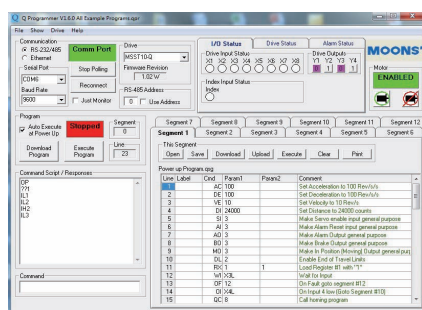 Q Programmer V3.8.0 All Example Programs.qpr
File Show Drive Help
Communication
RS-232/485
Ethernet
Comm Port
Serial Port
COM6
Baud Rate
9600
Stop Polling
Reconnect
Just Monitor
Drive
MSST10-Q
Firmware Revision
1.02 W
RS-485 Address
0 Use Address
I/O Status Drive Status Alarm Status
Drive Input Status
X1 X2 X3 X4 X5 X6 X7 X8
Index Input Status
Index
Drive Outputs
Y1 Y2 Y3 Y4
0 1 0 1
MOONS'
Motor
ENABLED
Program
Auto Execute at Power Up
Stopped
Segment
0
Line
23
Download Program
Execute Program
Command Script / Responses
OP
??1
IL1
IL2
IH2
IL3
Command
Segment 7 Segment 8 Segment 9 Segment 10 Segment 11 Segment 12
Segment 1 Segment 2 Segment 3 Segment 4 Segment 5 Segment 6
This Segment
Open Save Download Upload Execute Clear Print
Power up Program.qsg
Line Label Cmd Param1 Param2 Comment
1 AC 100 Set Acceleration to 100 Rev/s/s
2 DE 100 Set Deceleration to 100 Rev/s/s
3 VE 10 Set Velocity to 10 Rev/s
4 DI 24000 Set Distance to 24000 counts
5 SI 3 Make Servo enable input general purpose
6 AI 3 Make Alarm Reset input general purpose
7 AO 3 Make Alarm Output general purpose
8 BO 3 Make Brake Output general purpose
9 MO 3 Make In Position (Moving) Output general purp
10 DL 2 Enable End of Travel Limits
11 RX 1 1 Load Register #1 with "1"
12 WI X3L Wait for Input
13 OF 12 On Fault goto segment #12
14 OI X4L On Input 4 low (Goto Segment #10)
15 QC 8 Call homing program